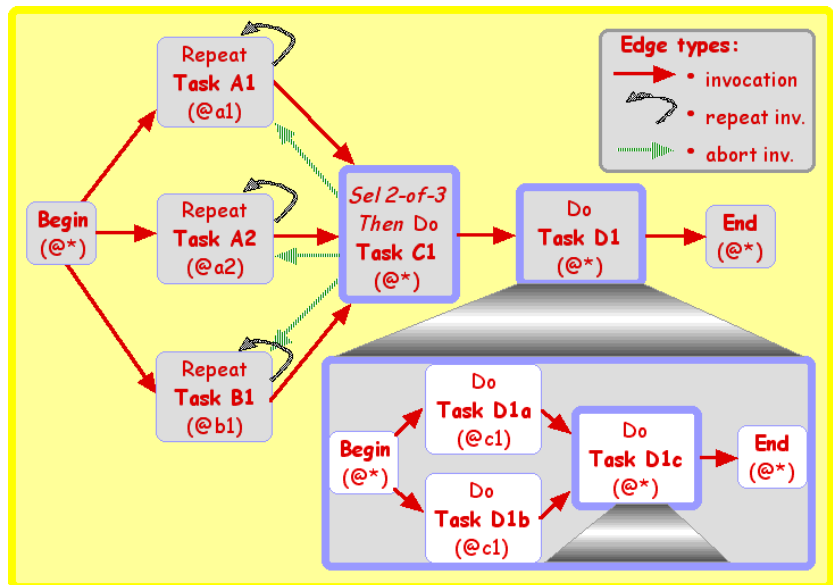 Repeat
Task A1
(@a1)
Edge types:
• invocation
• repeat inv.
• abort inv.
Begin
(@*)
Repeat
Task A2
(@a2)
Sel 2-of-3
Then Do
Task C1
(@*)
Do
Task D1
(@*)
End
(@*)
Repeat
Task B1
(@b1)
Begin
(@*)
Do
Task D1a
(@c1)
Do
Task D1b
(@c1)
Do
Task D1c
(@*)
End
(@*)